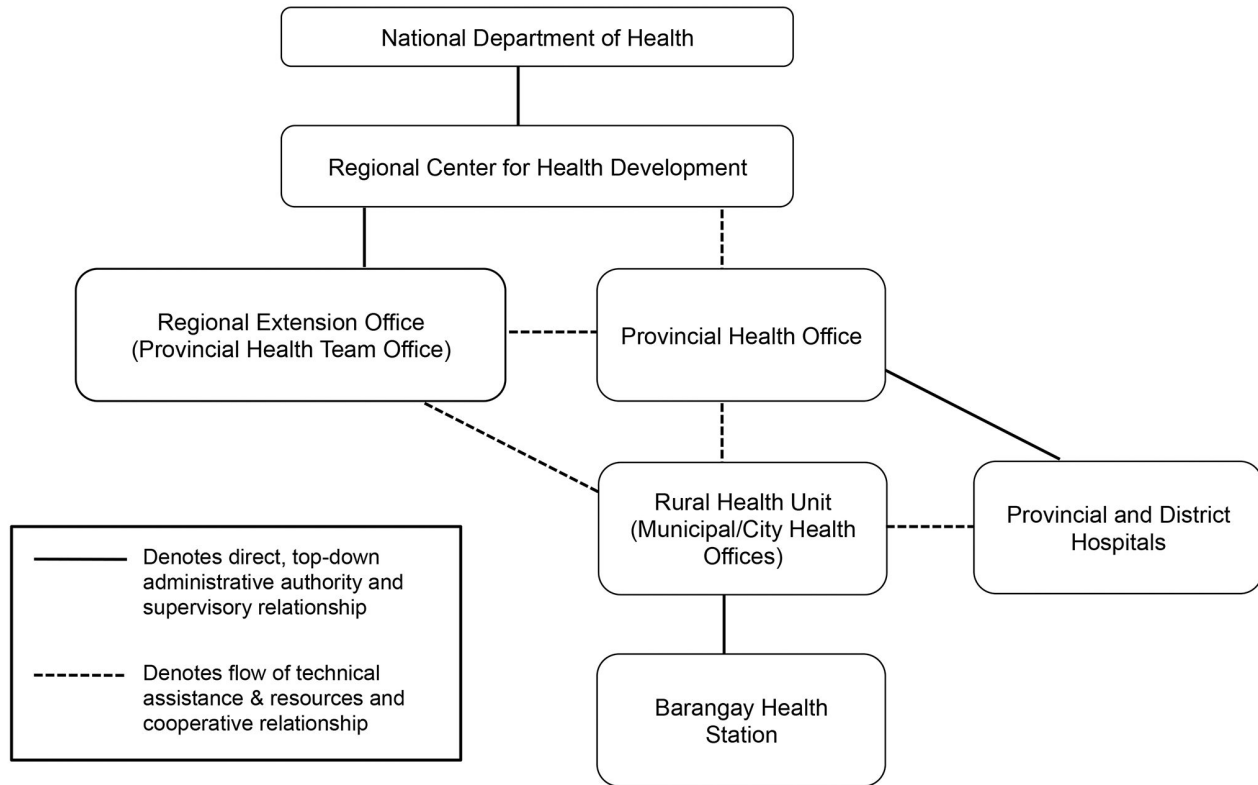 National Department of Health
Regional Center for Health Development
Regional Extension Office
(Provincial Health Team Office)
Provincial Health Office
Rural Health Unit
(Municipal/City Health
Offices)
Provincial and District
Hospitals
Barangay Health
Station
Denotes direct, top-down
administrative authority and
supervisory relationship
Denotes flow of technical
assistance & resources and
cooperative relationship